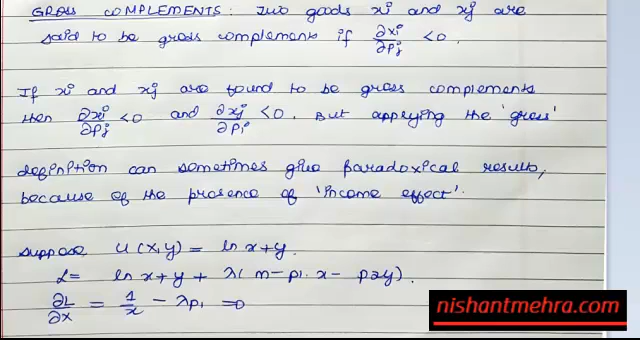 GROSS COMPLEMENTS: Two goods xi and xj are
said to be gross complements if ∂xi/∂Pj < 0.
If xi and xj are found to be gross complements
then ∂xi/∂Pj < 0 and ∂xj/∂Pi < 0. But applying the 'gross'
definition can sometimes give paradoxical results,
because of the presence of 'income effect'.
Suppose U(x,y) = ln x + y.
L = ln x + y + λ( m - p1. x - p2y).
∂L/∂x = 1/x - λp1 = 0
nishantmehra.com